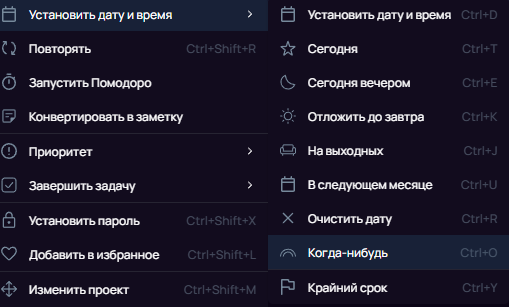 Установить дату и время
Повторять Ctrl+Shift+R
Запустить Помодоро
Конвертировать в заметку
Приоритет
Завершить задачу
Установить пароль Ctrl+Shift+X
Добавить в избранное Ctrl+Shift+L
Изменить проект Ctrl+Shift+M
Установить дату и время Ctrl+D
Сегодня Ctrl+T
Сегодня вечером Ctrl+E
Отложить до завтра Ctrl+K
На выходных Ctrl+J
В следующем месяце Ctrl+U
Очистить дату Ctrl+R
Когда-нибудь Ctrl+O
Крайний срок Ctrl+Y